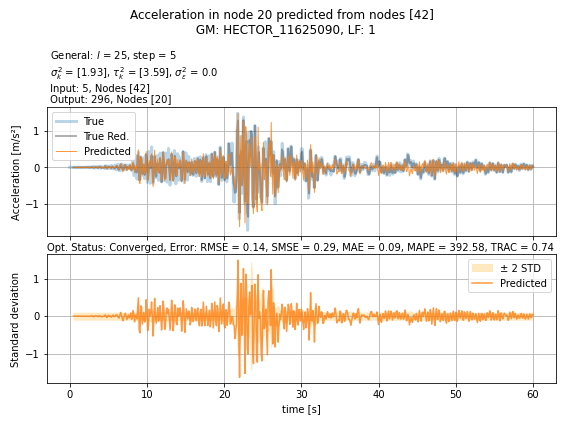 Acceleration in node 20 predicted from nodes [42]
GM: HECTOR_11625090, LF: 1
General: l = 25, step = 5
σ²ₖ = [1.93], τ²ₖ = [3.59], σ²ε = 0.0
Input: 5, Nodes [42]
Output: 296, Nodes [20]
True
True Red.
Predicted
Acceleration [m/s²]
1
0
−1
Opt. Status: Converged, Error: RMSE = 0.14, SMSE = 0.29, MAE = 0.09, MAPE = 392.58, TRAC = 0.74
± 2 STD
Predicted
Standard deviation
1
0
−1
0 10 20 30 40 50 60
time [s]